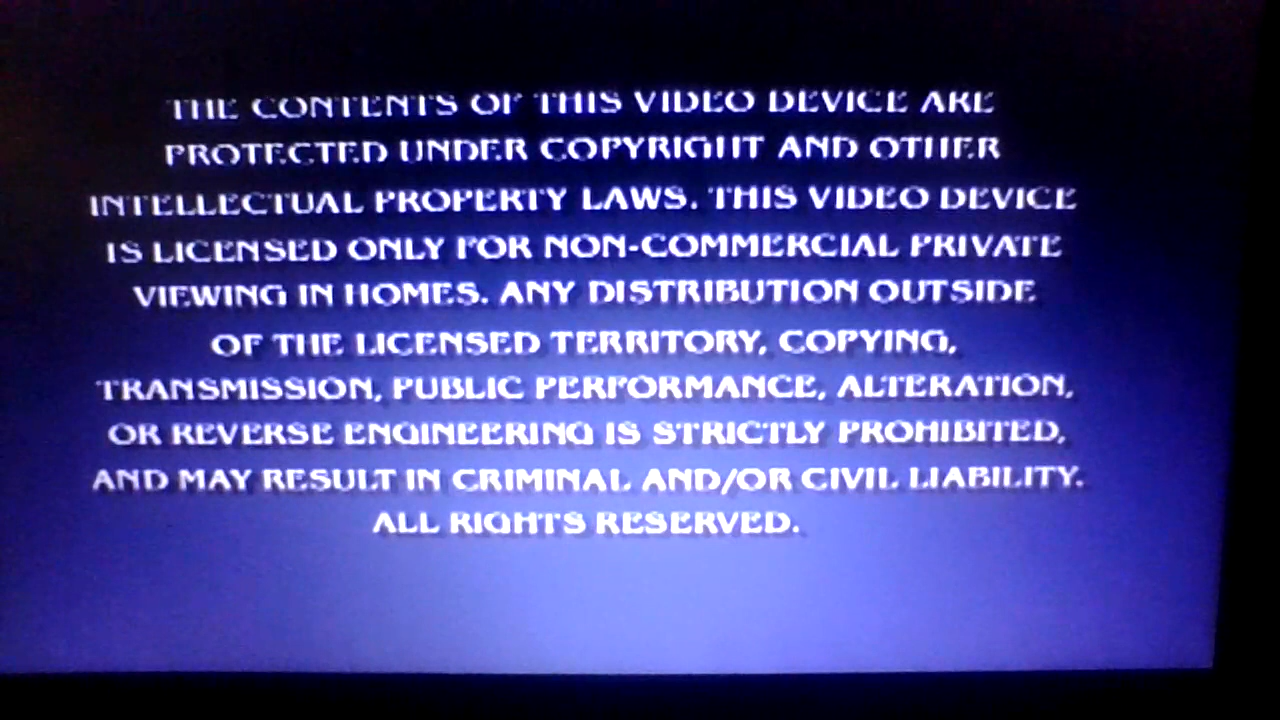 THE CONTENTS OF THIS VIDEO DEVICE ARE
PROTECTED UNDER COPYRIGHT AND OTHER
INTELLECTUAL PROPERTY LAWS. THIS VIDEO DEVICE
IS LICENSED ONLY FOR NON-COMMERCIAL PRIVATE
VIEWING IN HOMES. ANY DISTRIBUTION OUTSIDE
OF THE LICENSED TERRITORY, COPYING,
TRANSMISSION, PUBLIC PERFORMANCE, ALTERATION,
OR REVERSE ENGINEERING IS STRICTLY PROHIBITED,
AND MAY RESULT IN CRIMINAL AND/OR CIVIL LIABILITY.
ALL RIGHTS RESERVED.